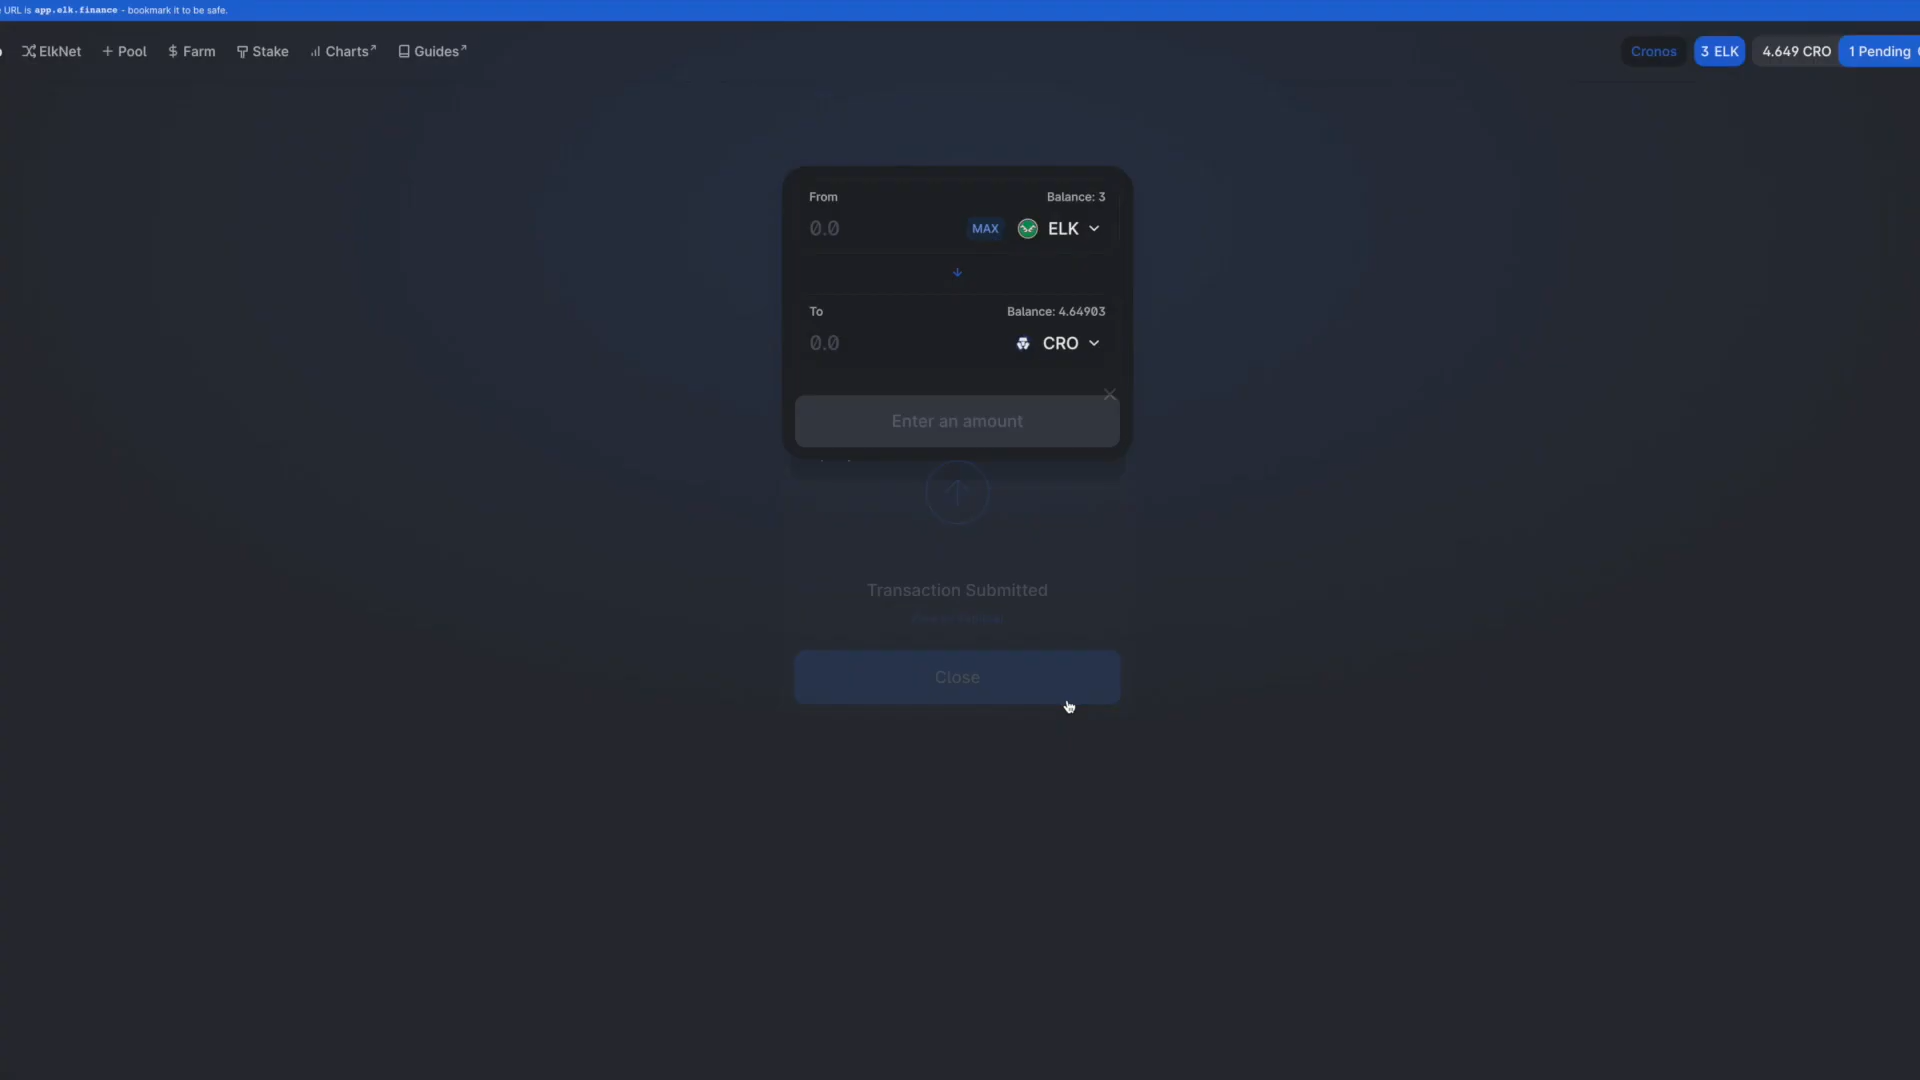 URL is app.elk.finance - bookmark it to be safe.
ElkNet + Pool $ Farm Stake Charts↗ Guides↗ Cronos 3 ELK 4.649 CRO 1 Pending
From Balance: 3
0.0 MAX ELK
To Balance: 4.64903
0.0 CRO
Enter an amount
Transaction Submitted
Close